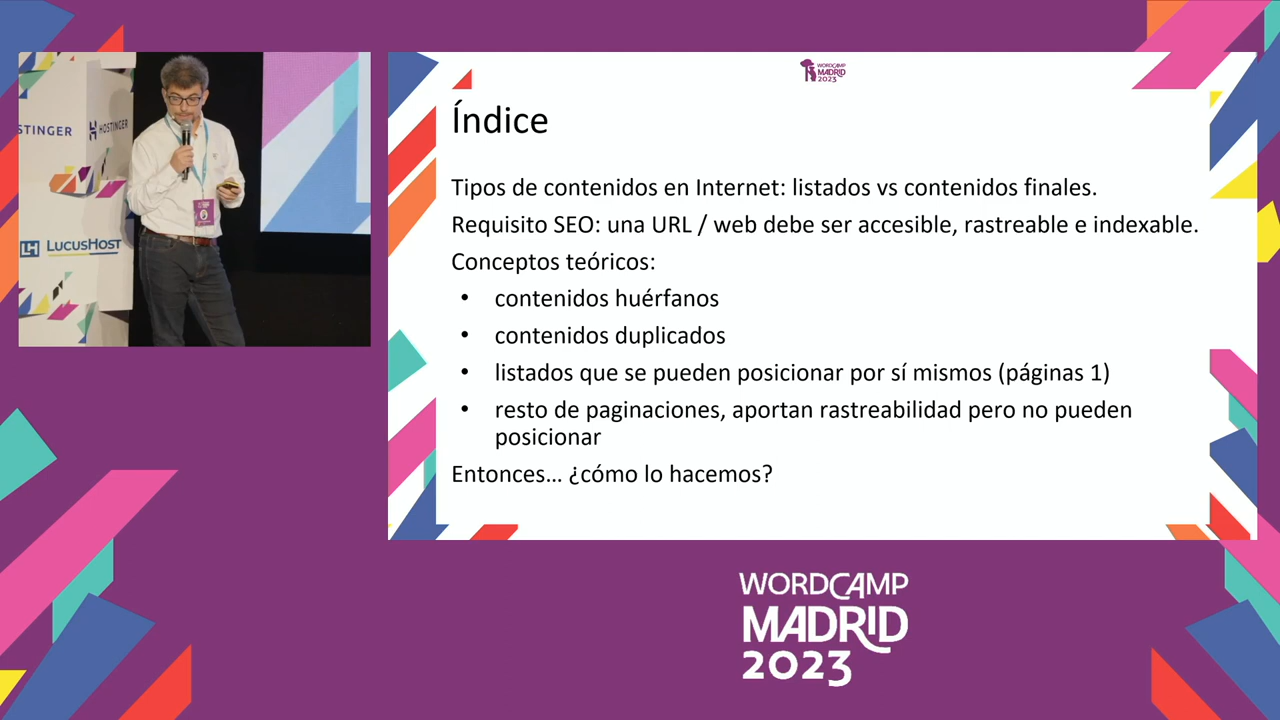 STINGER
HOSTINGER
LH LUCUSHOST
WORDCAMP
MADRID
2023
Índice
Tipos de contenidos en Internet: listados vs contenidos finales.
Requisito SEO: una URL / web debe ser accesible, rastreable e indexable.
Conceptos teóricos:
• contenidos huérfanos
• contenidos duplicados
• listados que se pueden posicionar por sí mismos (páginas 1)
• resto de paginaciones, aportan rastreabilidad pero no pueden
posicionar
Entonces... ¿cómo lo hacemos?
WORDCAMP
MADRID
2023